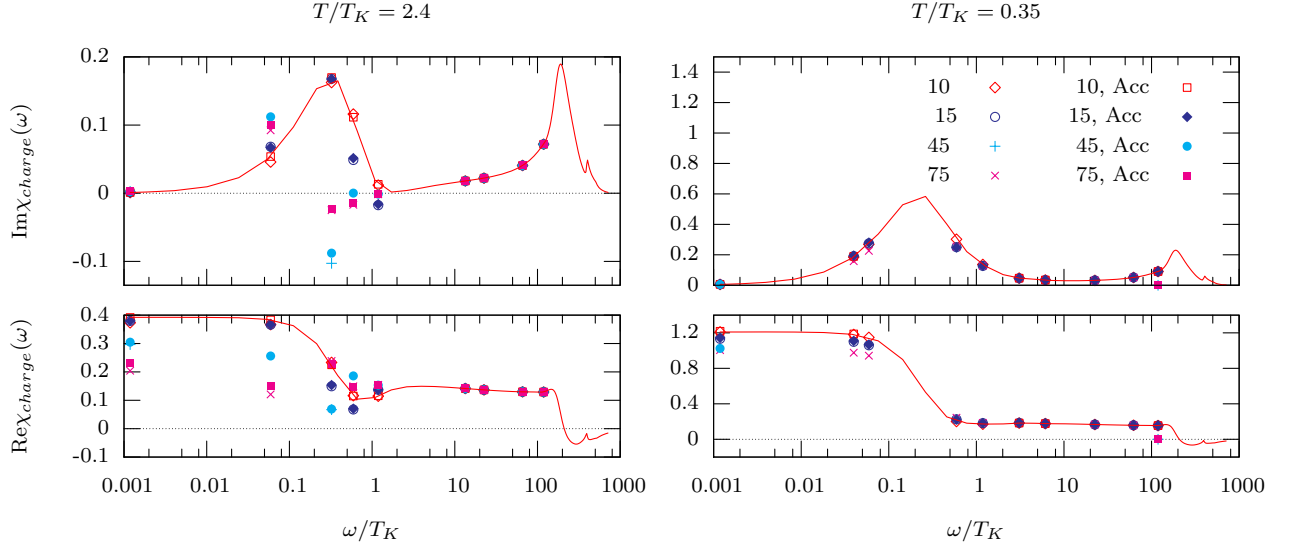 T/T_K = 2.4
T/T_K = 0.35
Imχ_charge(ω)
0.2
0.1
0
-0.1
1.4
1.2
1
0.8
0.6
0.4
0.2
0
10
15
45
75
10, Acc
15, Acc
45, Acc
75, Acc
Reχ_charge(ω)
0.4
0.3
0.2
0.1
0
-0.1
1.2
0.8
0.4
0
0.001 0.01 0.1 1 10 100 1000
0.001 0.01 0.1 1 10 100 1000
ω/T_K
ω/T_K